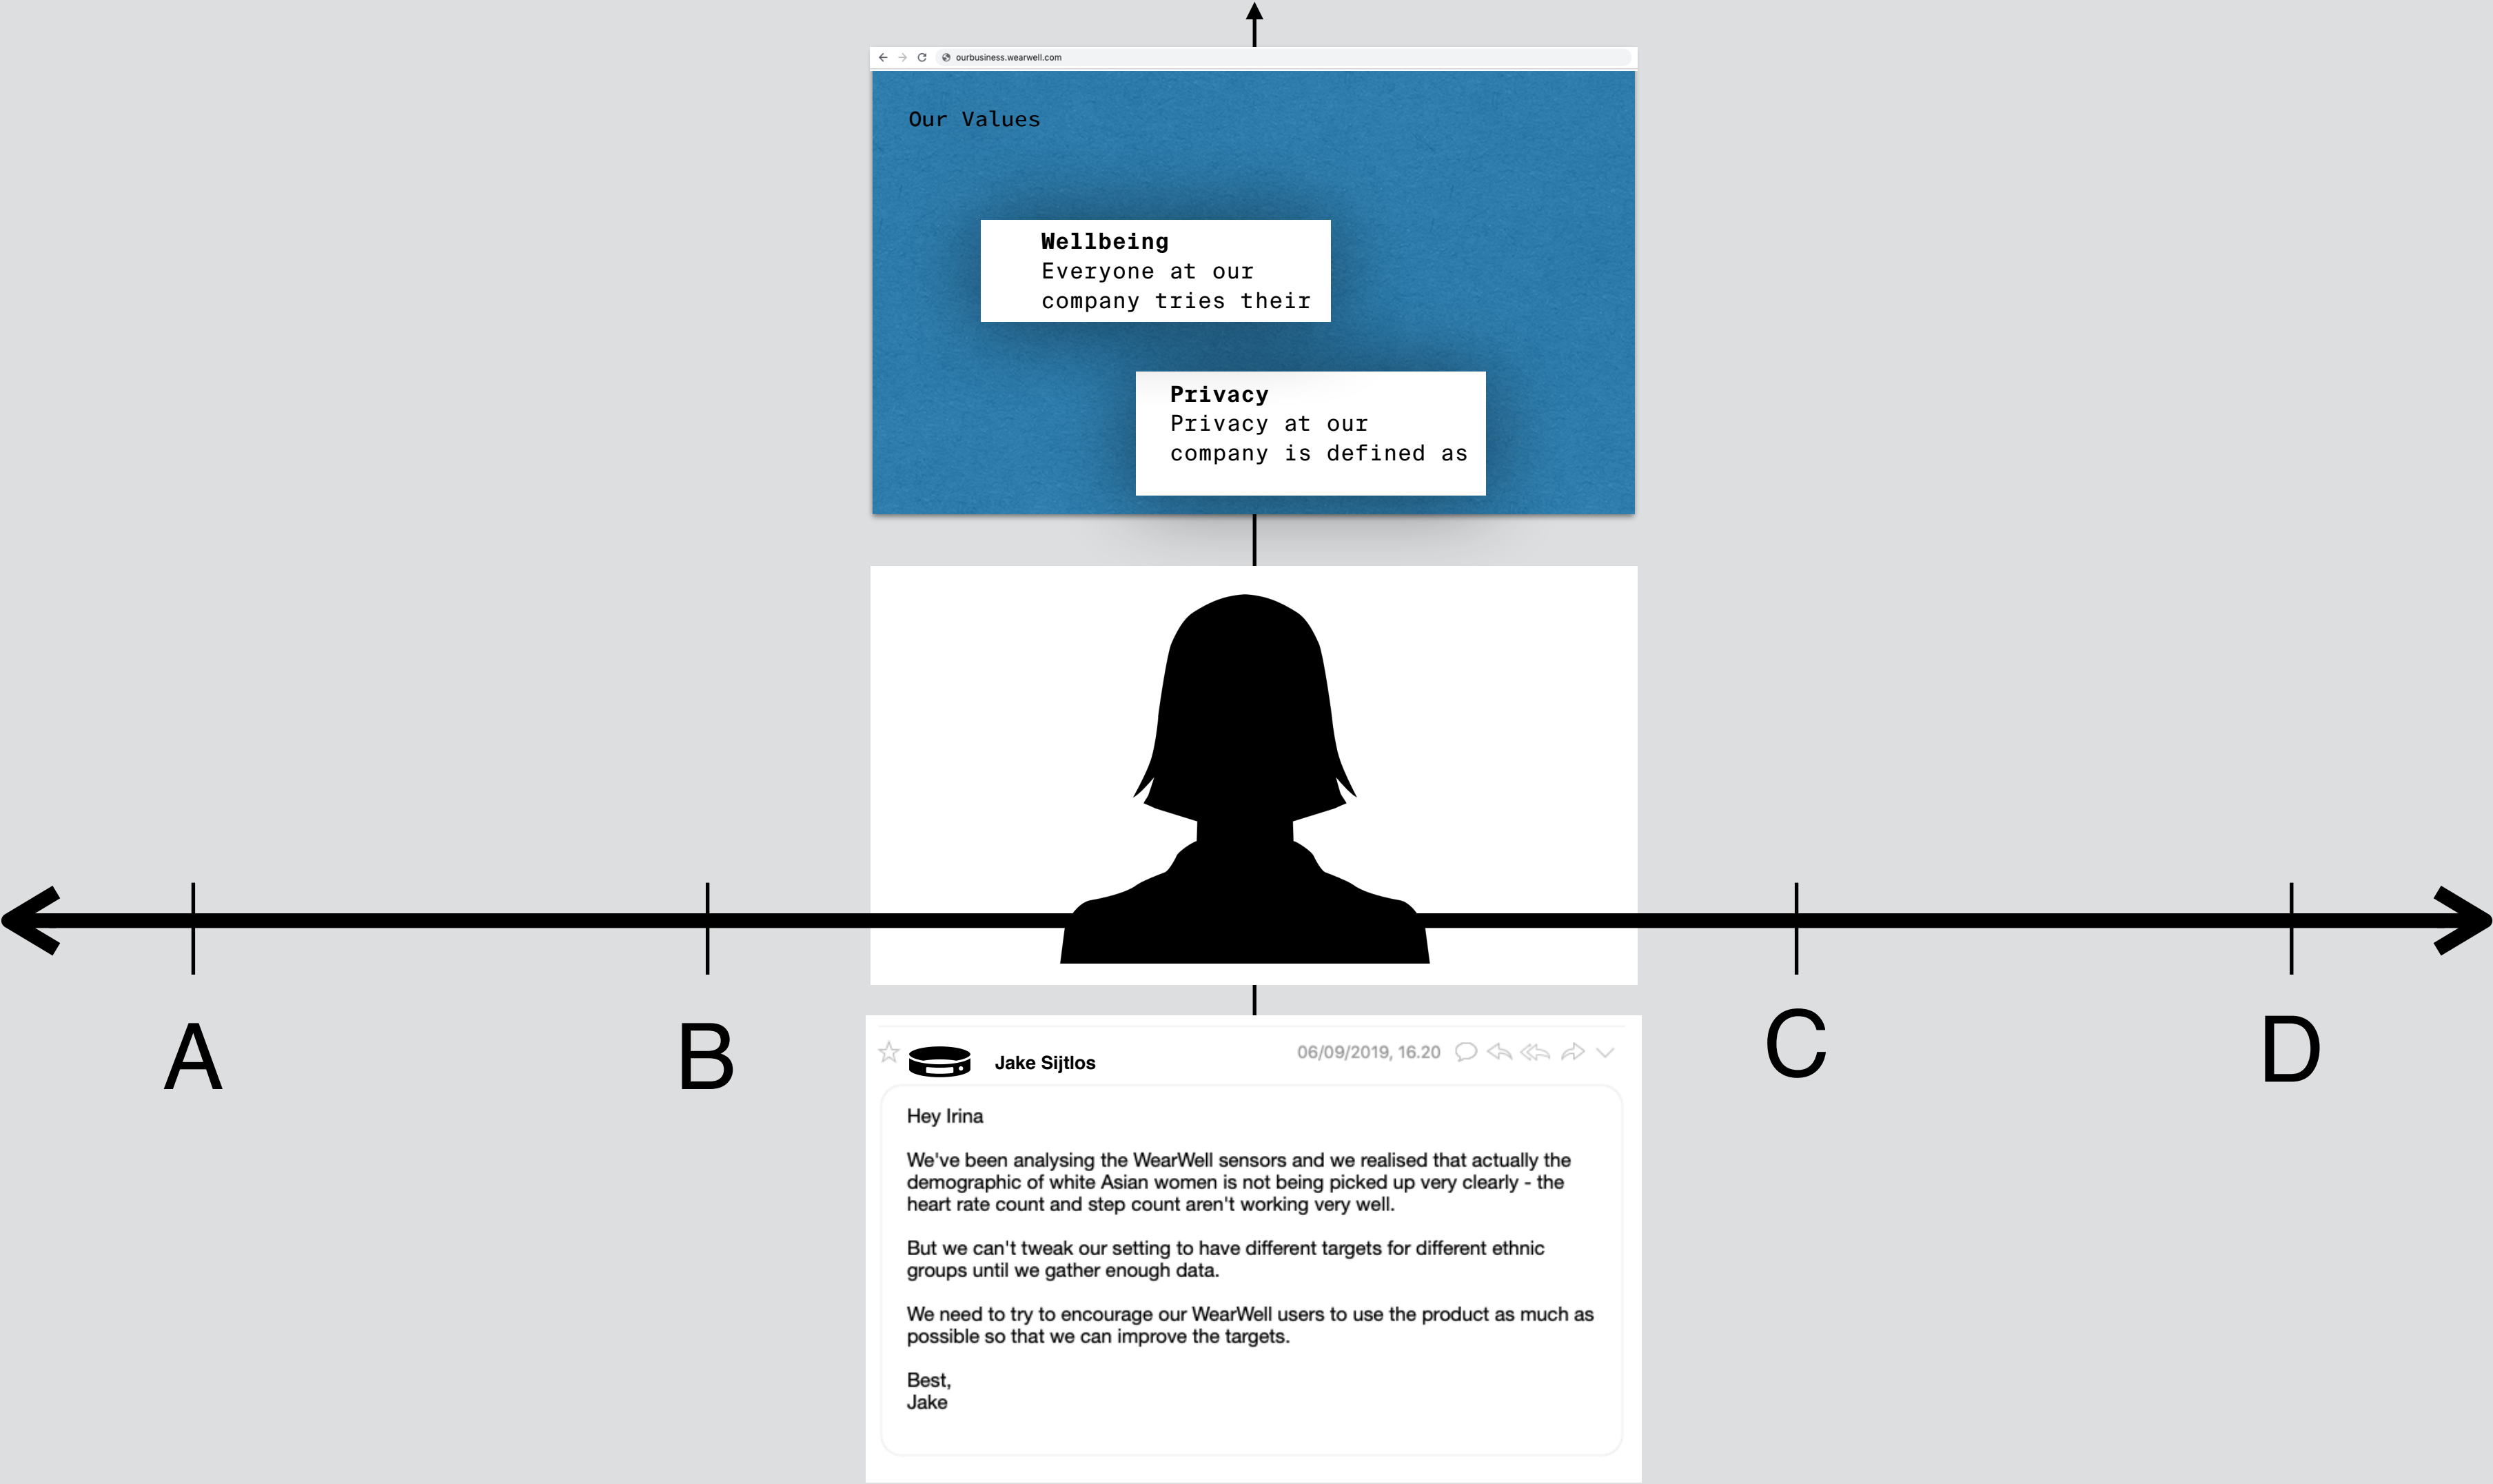 ourbusiness.wearwell.com
Our Values
Wellbeing
Everyone at our
company tries their
Privacy
Privacy at our
company is defined as
A
B
C
D
Jake Sijtlos
06/09/2019, 16.20
Hey Irina
We've been analysing the WearWell sensors and we realised that actually the
demographic of white Asian women is not being picked up very clearly - the
heart rate count and step count aren't working very well.
But we can't tweak our setting to have different targets for different ethnic
groups until we gather enough data.
We need to try to encourage our WearWell users to use the product as much as
possible so that we can improve the targets.
Best,
Jake